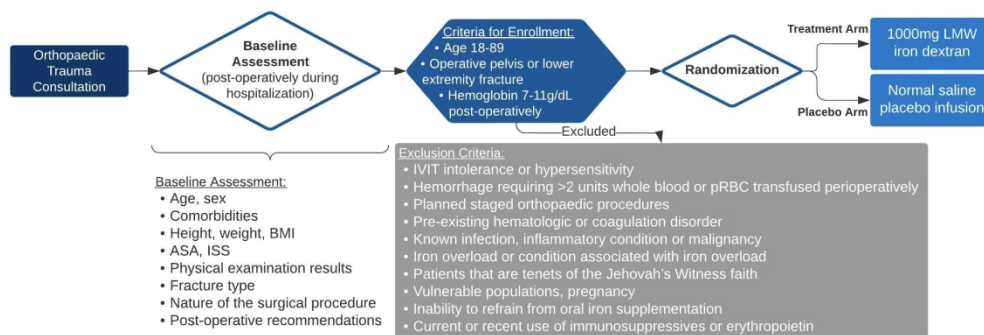 Orthopaedic
Trauma
Consultation
Baseline
Assessment
(post-operatively during
hospitalization)
Criteria for Enrollment:
• Age 18-89
• Operative pelvis or lower
extremity fracture
• Hemoglobin 7-11g/dL
post-operatively
Randomization
Treatment Arm
1000mg LMW
iron dextran
Placebo Arm
Normal saline
placebo infusion
Excluded
Baseline Assessment:
• Age, sex
• Comorbidities
• Height, weight, BMI
• ASA, ISS
• Physical examination results
• Fracture type
• Nature of the surgical procedure
• Post-operative recommendations
Exclusion Criteria:
• IVIT intolerance or hypersensitivity
• Hemorrhage requiring >2 units whole blood or pRBC transfused perioperatively
• Planned staged orthopaedic procedures
• Pre-existing hematologic or coagulation disorder
• Known infection, inflammatory condition or malignancy
• Iron overload or condition associated with iron overload
• Patients that are tenets of the Jehovah's Witness faith
• Vulnerable populations, pregnancy
• Inability to refrain from oral iron supplementation
• Current or recent use of immunosuppressives or erythropoietin